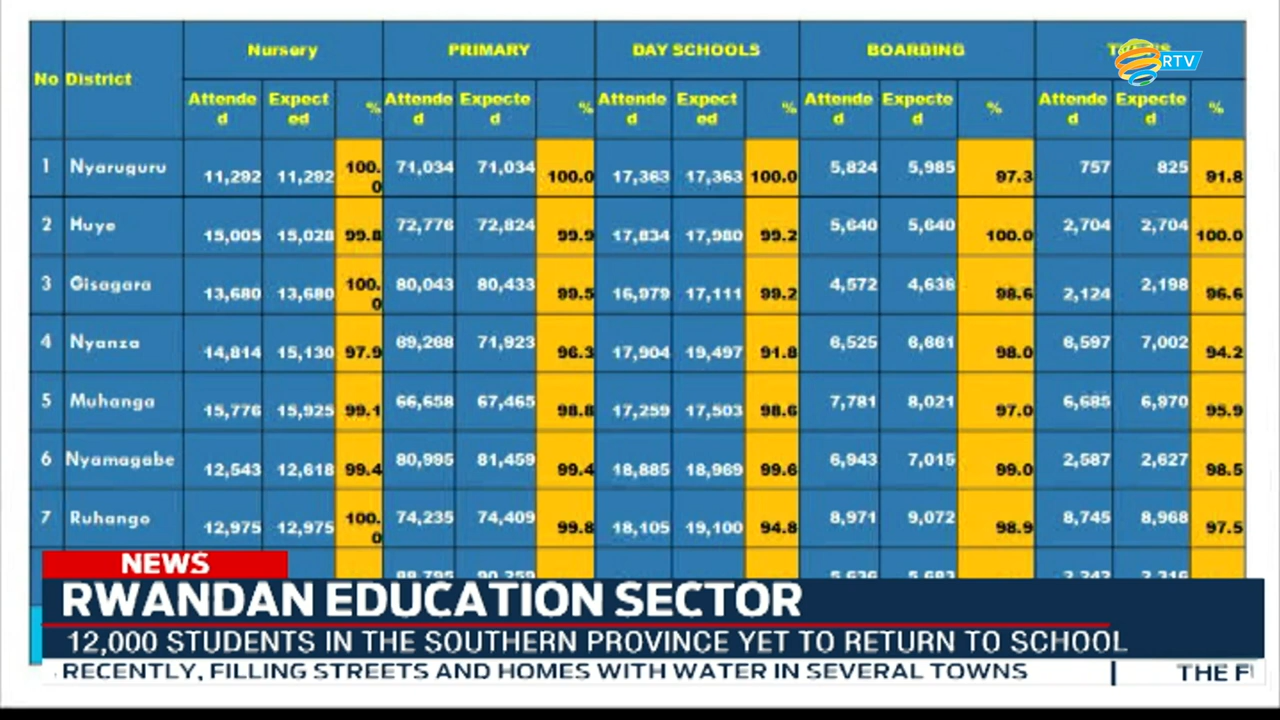 Nursery PRIMARY DAY SCHOOLS BOARDING
RTV
No District
Attended Expected % Attended Expected % Attended Expected % Attended Expected % Attended Expected %
1 Nyaruguru 11,292 11,292 100.0 71,034 71,034 100.0 17,363 17,363 100.0 5,824 5,985 97.3 757 825 91.8
2 Huye 15,005 15,028 99.8 72,776 72,824 99.9 17,834 17,980 99.2 5,640 5,640 100.0 2,704 2,704 100.0
3 Gisagara 13,680 13,680 100.0 80,043 80,433 99.5 16,979 17,111 99.2 4,572 4,636 98.6 2,124 2,198 96.6
4 Nyanza 14,814 15,130 97.9 69,268 71,923 96.3 17,904 19,497 91.8 6,525 6,661 98.0 6,597 7,002 94.2
5 Muhanga 15,776 15,925 99.1 66,658 67,465 98.8 17,259 17,503 98.6 7,781 8,021 97.0 6,685 6,970 95.9
6 Nyamagabe 12,543 12,618 99.4 80,995 81,459 99.4 18,885 18,969 99.6 6,943 7,015 99.0 2,587 2,627 98.5
7 Ruhango 12,975 12,975 100.0 74,235 74,409 99.8 18,105 19,100 94.8 8,971 9,072 98.9 8,745 8,968 97.5
NEWS
RWANDAN EDUCATION SECTOR
12,000 STUDENTS IN THE SOUTHERN PROVINCE YET TO RETURN TO SCHOOL
RECENTLY, FILLING STREETS AND HOMES WITH WATER IN SEVERAL TOWNS | THE